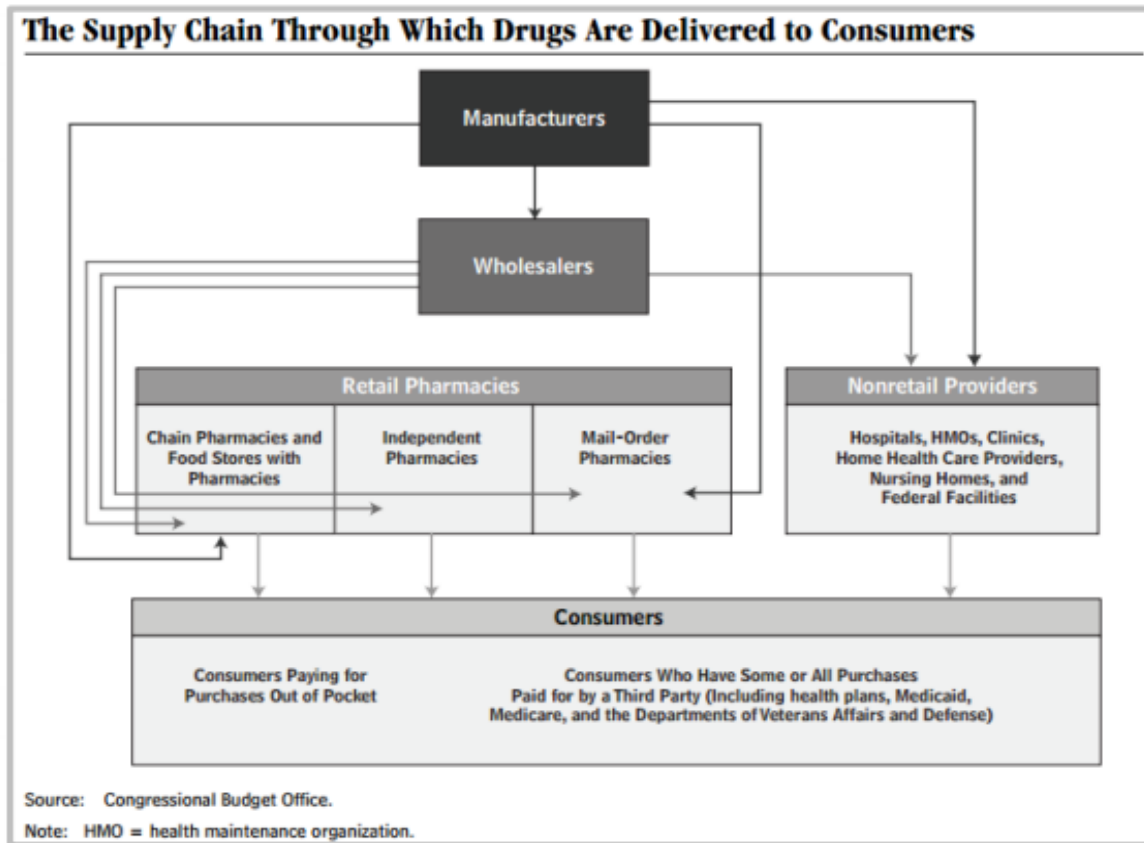 The Supply Chain Through Which Drugs Are Delivered to Consumers
Manufacturers
Wholesalers
Retail Pharmacies
Chain Pharmacies and
Food Stores with
Pharmacies
Independent
Pharmacies
Mail-Order
Pharmacies
Nonretail Providers
Hospitals, HMOs, Clinics,
Home Health Care Providers,
Nursing Homes, and
Federal Facilities
Consumers
Consumers Paying for
Purchases Out of Pocket
Consumers Who Have Some or All Purchases
Paid for by a Third Party (Including health plans, Medicaid,
Medicare, and the Departments of Veterans Affairs and Defense)
Source: Congressional Budget Office.
Note: HMO = health maintenance organization.